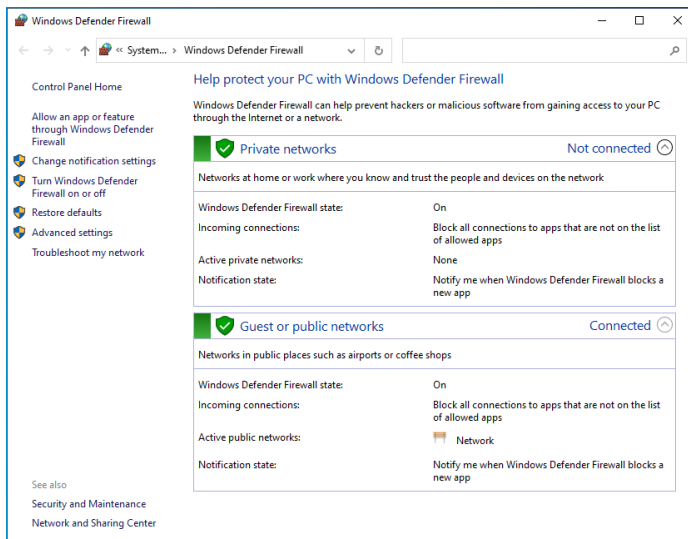 Windows Defender Firewall
« System... › Windows Defender Firewall
Control Panel Home
Allow an app or feature
through Windows Defender
Firewall
Change notification settings
Turn Windows Defender
Firewall on or off
Restore defaults
Advanced settings
Troubleshoot my network
See also
Security and Maintenance
Network and Sharing Center
Help protect your PC with Windows Defender Firewall
Windows Defender Firewall can help prevent hackers or malicious software from gaining access to your PC
through the Internet or a network.
Private networks Not connected
Networks at home or work where you know and trust the people and devices on the network
Windows Defender Firewall state: On
Incoming connections: Block all connections to apps that are not on the list
of allowed apps
Active private networks: None
Notification state: Notify me when Windows Defender Firewall blocks a
new app
Guest or public networks Connected
Networks in public places such as airports or coffee shops
Windows Defender Firewall state: On
Incoming connections: Block all connections to apps that are not on the list
of allowed apps
Active public networks: Network
Notification state: Notify me when Windows Defender Firewall blocks a
new app